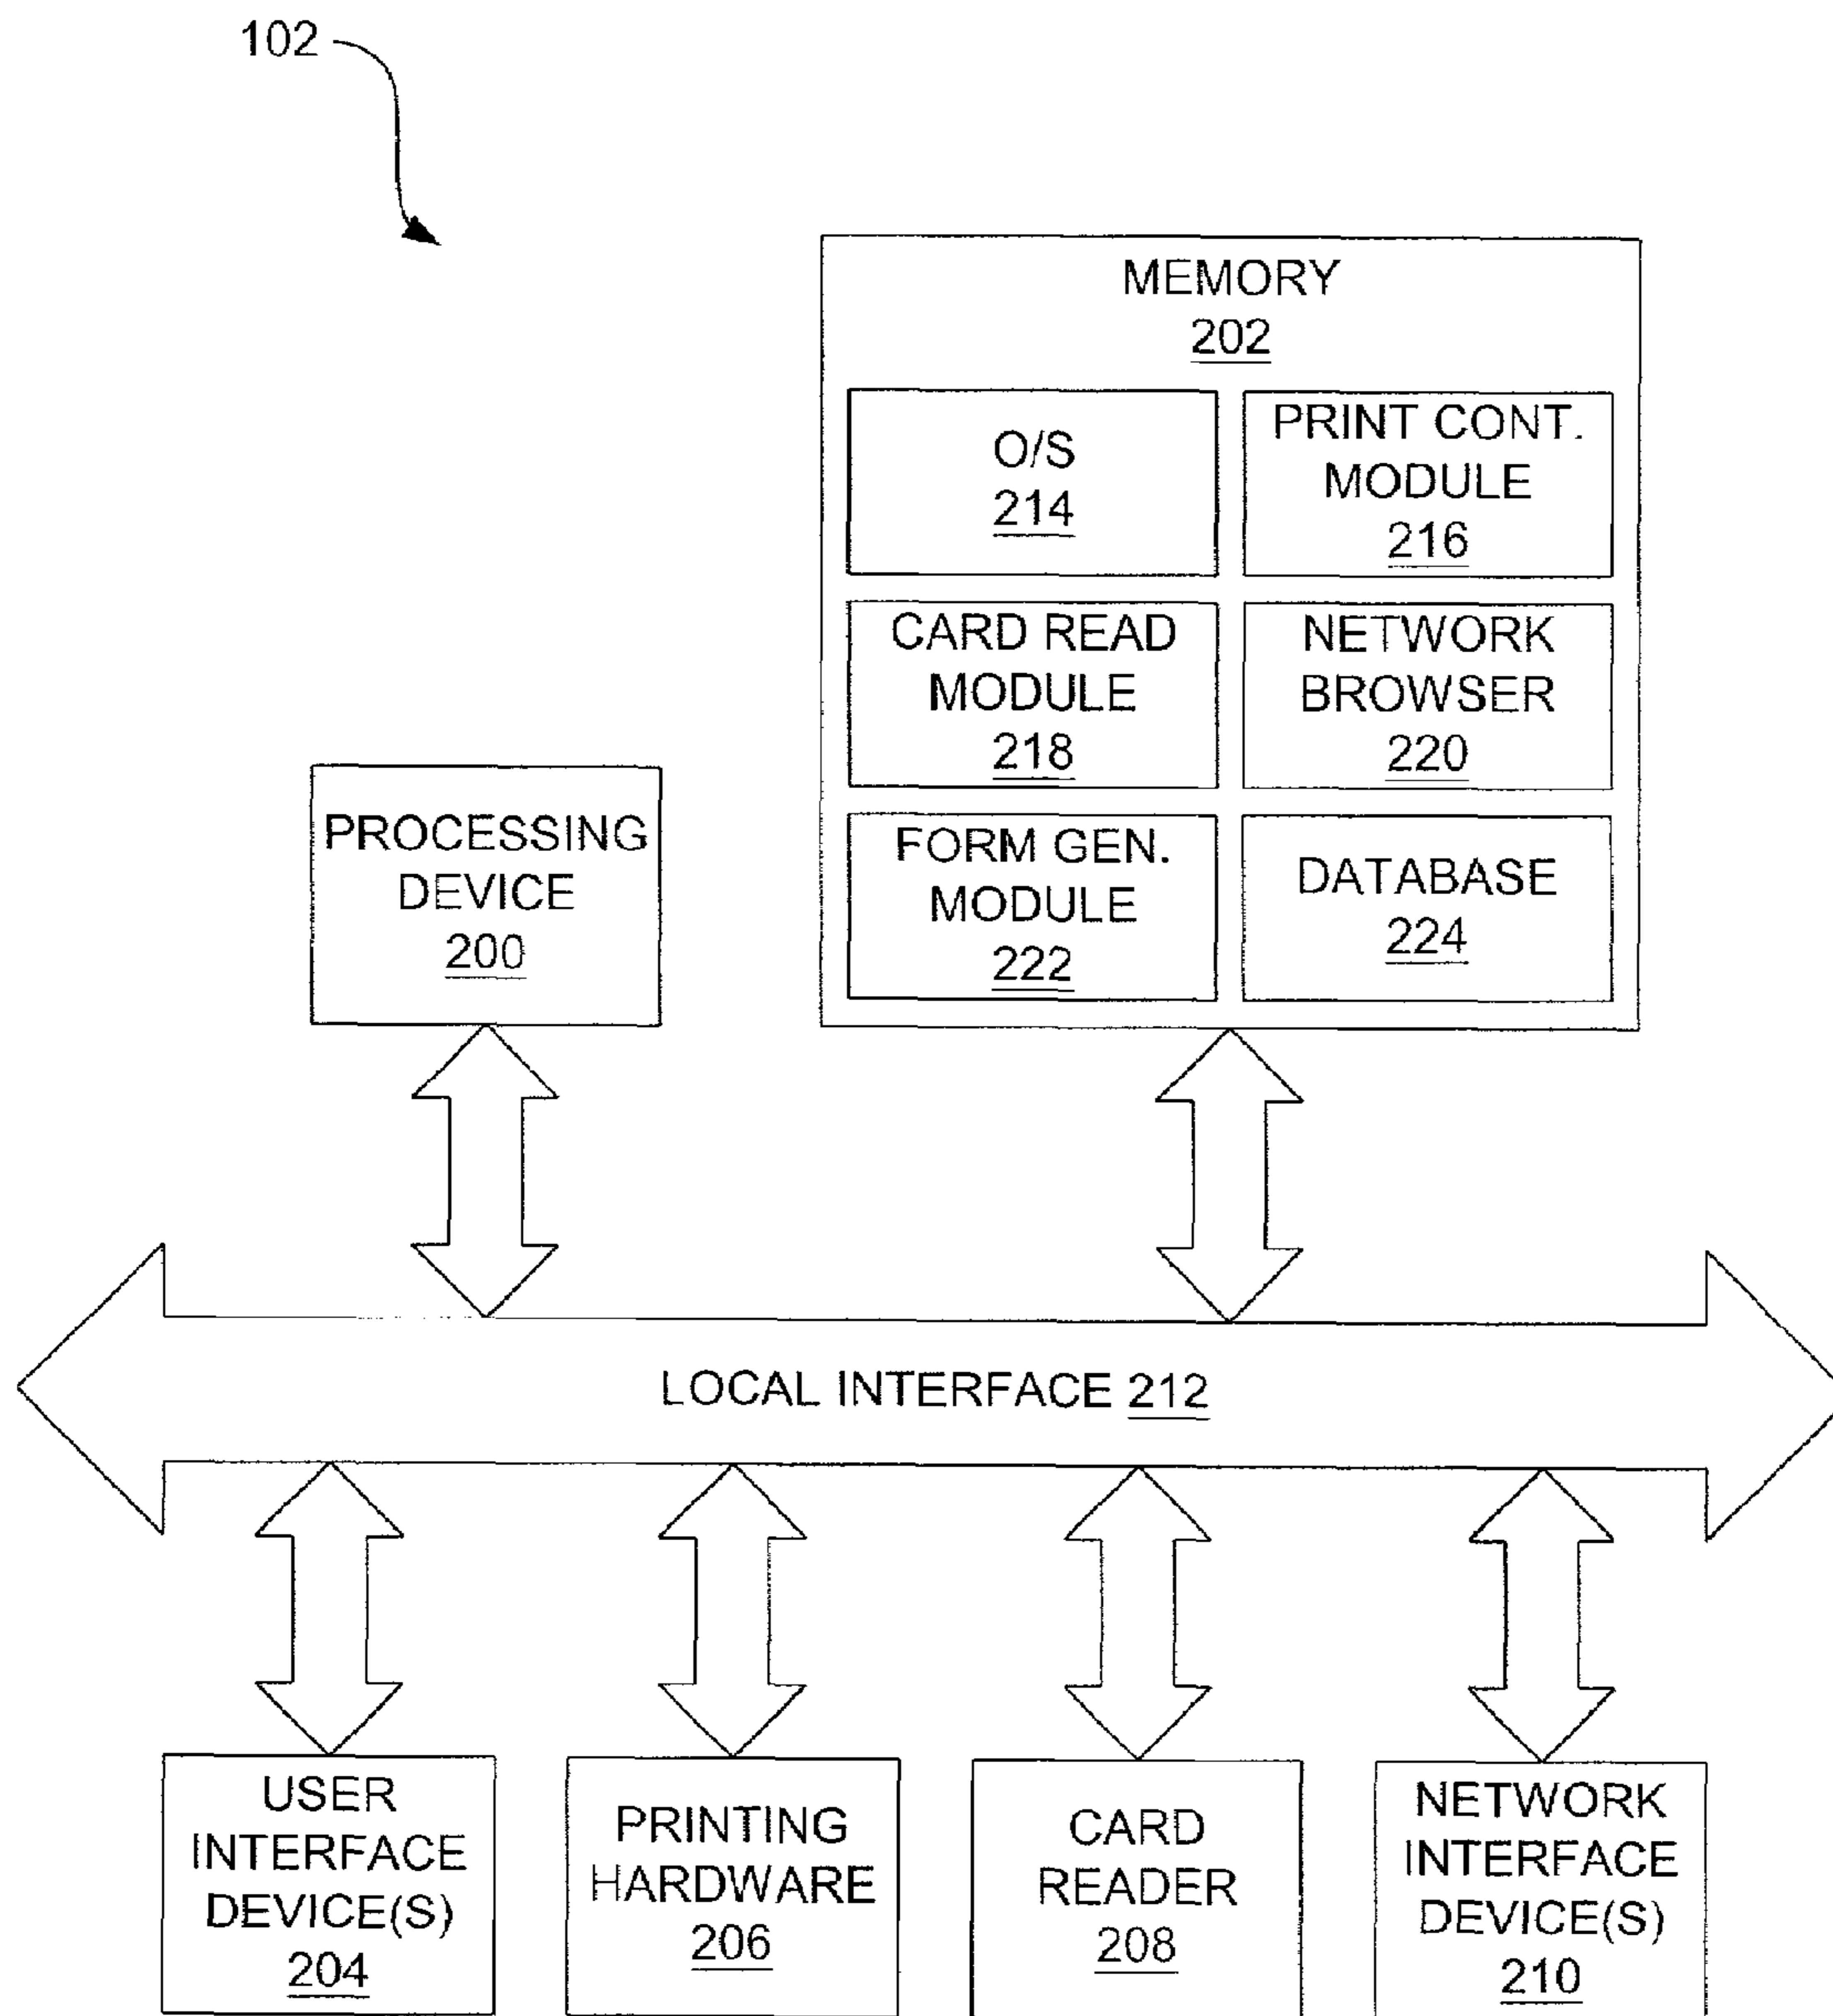 102
MEMORY
202
O/S
214
PRINT CONT.
MODULE
216
CARD READ
MODULE
218
NETWORK
BROWSER
220
FORM GEN.
MODULE
222
DATABASE
224
PROCESSING
DEVICE
200
LOCAL INTERFACE 212
USER
INTERFACE
DEVICE(S)
204
PRINTING
HARDWARE
206
CARD
READER
208
NETWORK
INTERFACE
DEVICE(S)
210